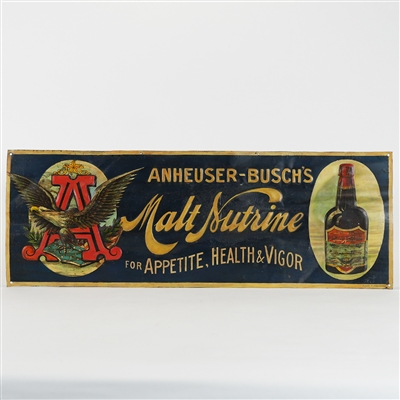 ANHEUSER-BUSCH'S
Malt Nutrine
FOR APPETITE, HEALTH & VIGOR